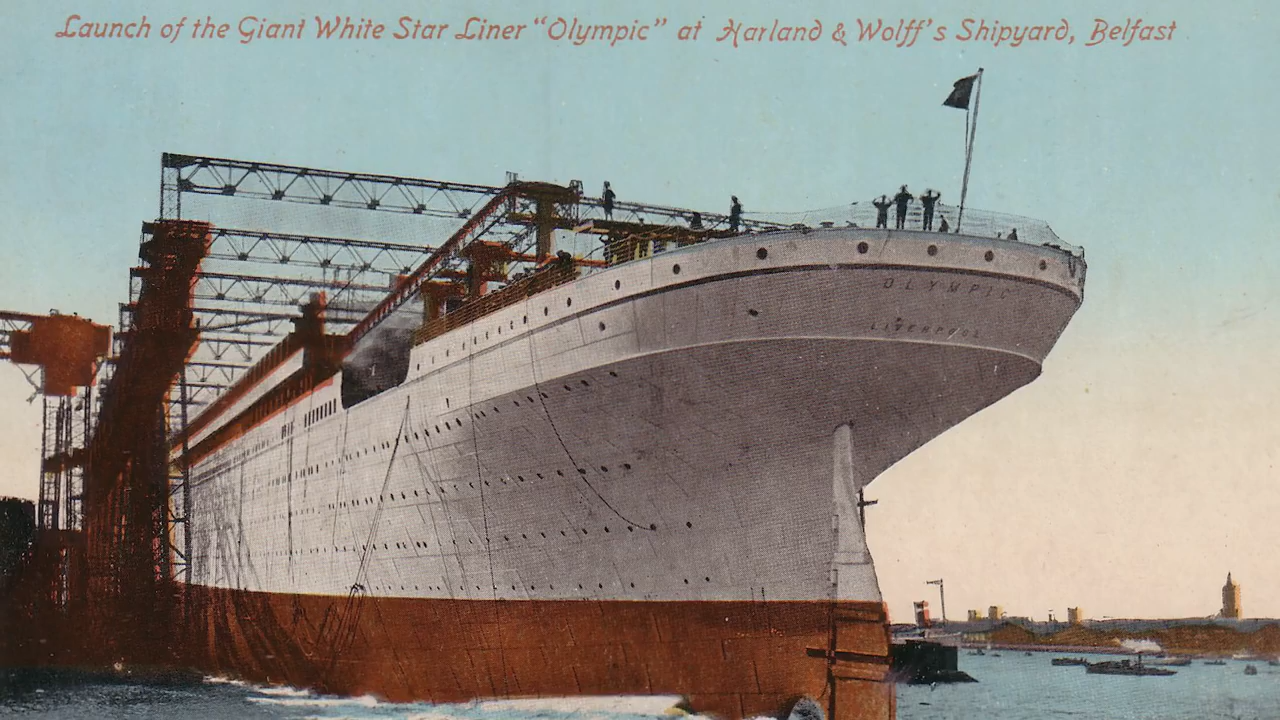 Launch of the Giant White Star Liner "Olympic" at Harland & Wolff's Shipyard, Belfast
OLYMPIC
LIVERPOOL